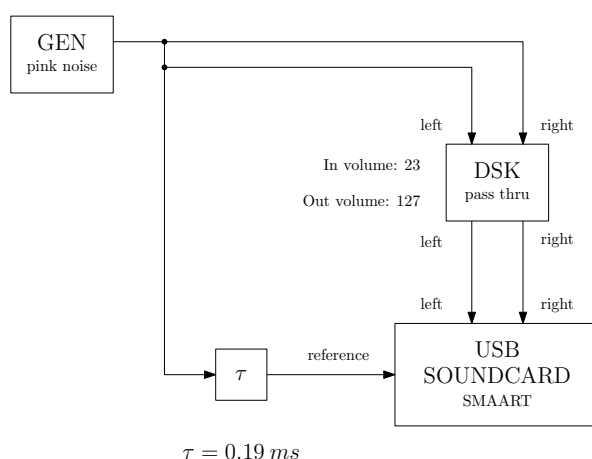 GEN
pink noise
left
right
In volume: 23
Out volume: 127
DSK
pass thru
left
right
left
right
reference
τ
USB
SOUNDCARD
SMAART
τ = 0.19 ms